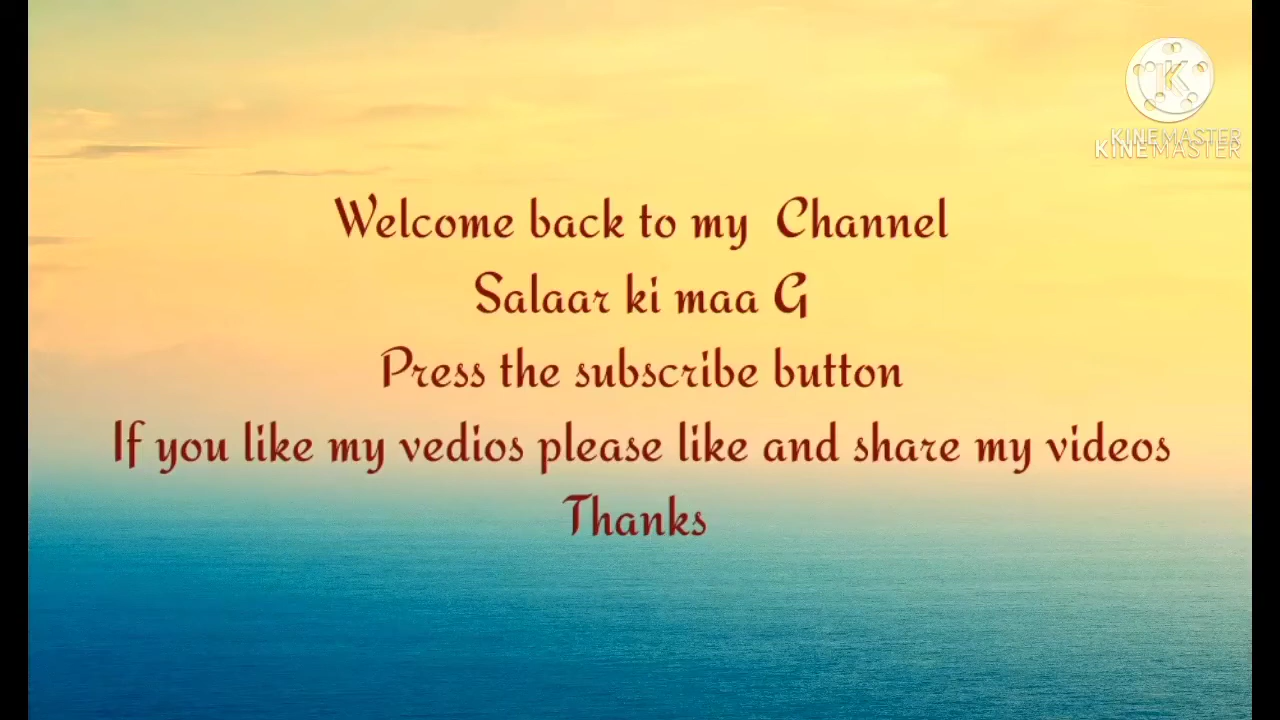 KINEMASTER
KINEMASTER
Welcome back to my Channel
Salaar ki maa G
Press the subscribe button
If you like my vedios please like and share my videos
Thanks